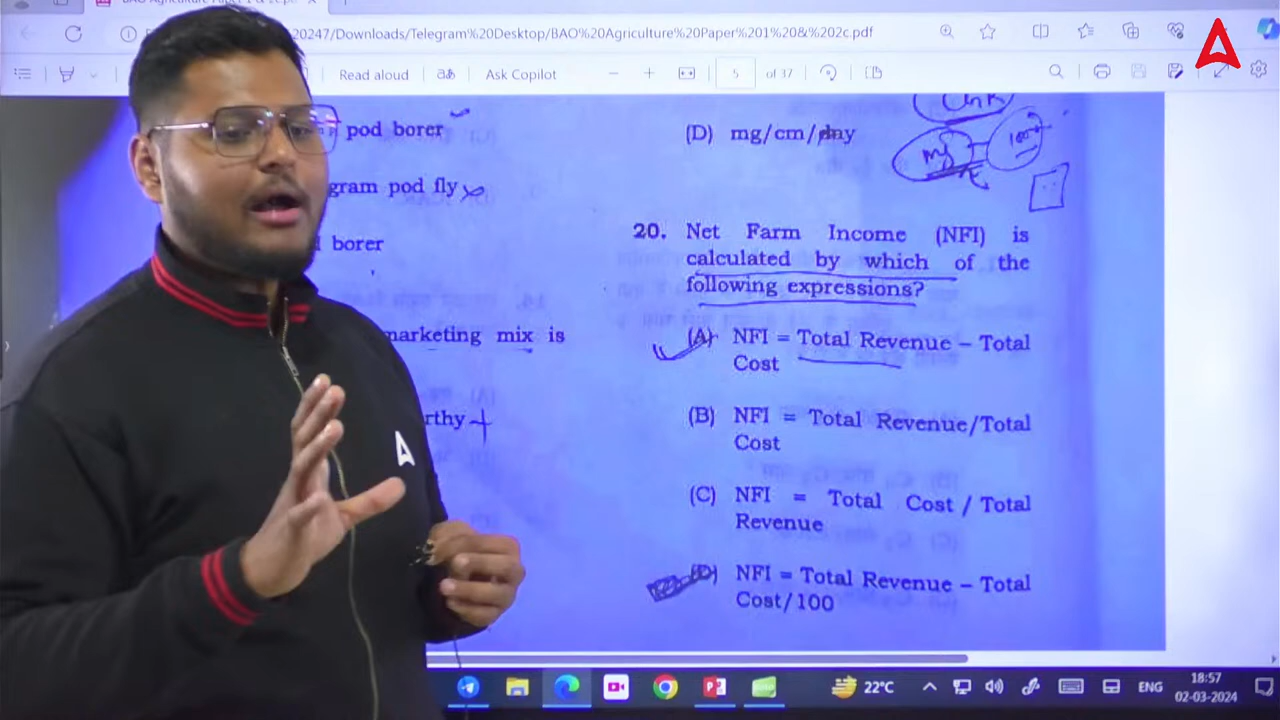 20247/Downloads/Telegram%20Desktop/BAO%20Agriculture%20Paper%201%20&%202c.pdf
Read aloud
Ask Copilot
5 of 37
pod borer
gram pod fly
borer
marketing mix is
(D) mg/cm/day
20. Net Farm Income (NFI) is
calculated by which of the
following expressions?
(A) NFI = Total Revenue – Total
Cost
(B) NFI = Total Revenue/Total
Cost
(C) NFI = Total Cost / Total
Revenue
(D) NFI = Total Revenue – Total
Cost/100
22°C
ENG
18:57
02-03-2024